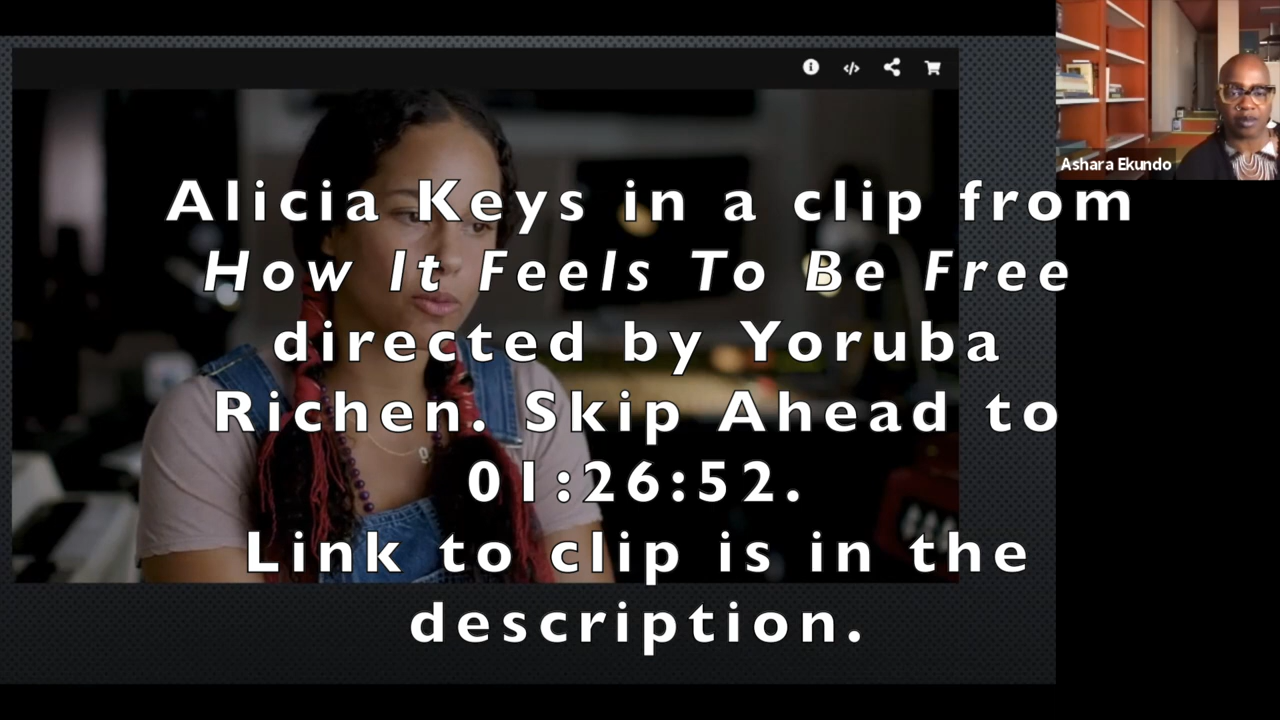 Ashara Ekundo
Alicia Keys in a clip from
How It Feels To Be Free
directed by Yoruba
Richen. Skip Ahead to
01:26:52.
Link to clip is in the
description.